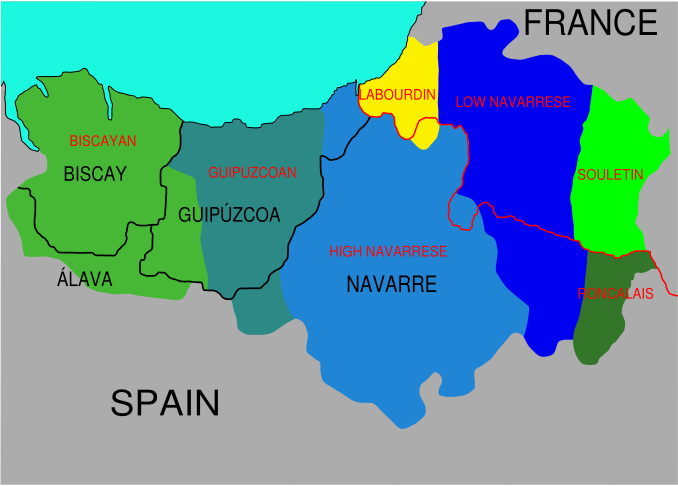 FRANCE
LABOURDIN
LOW NAVARRESE
BISCAYAN
BISCAY
GUIPUZCOAN
SOULETIN
GUIPÚZCOA
HIGH NAVARRESE
ÁLAVA
NAVARRE
RONCALAIS
SPAIN